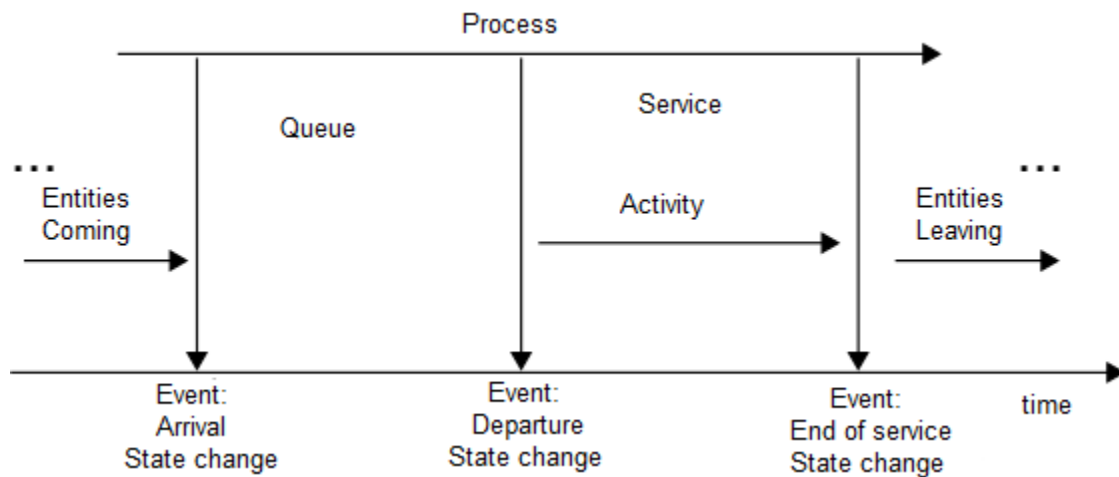 Process
Service
Queue
...
...
Entities
Coming
Activity
Entities
Leaving
Event:
Arrival
State change
Event:
Departure
State change
Event:
End of service
State change
time